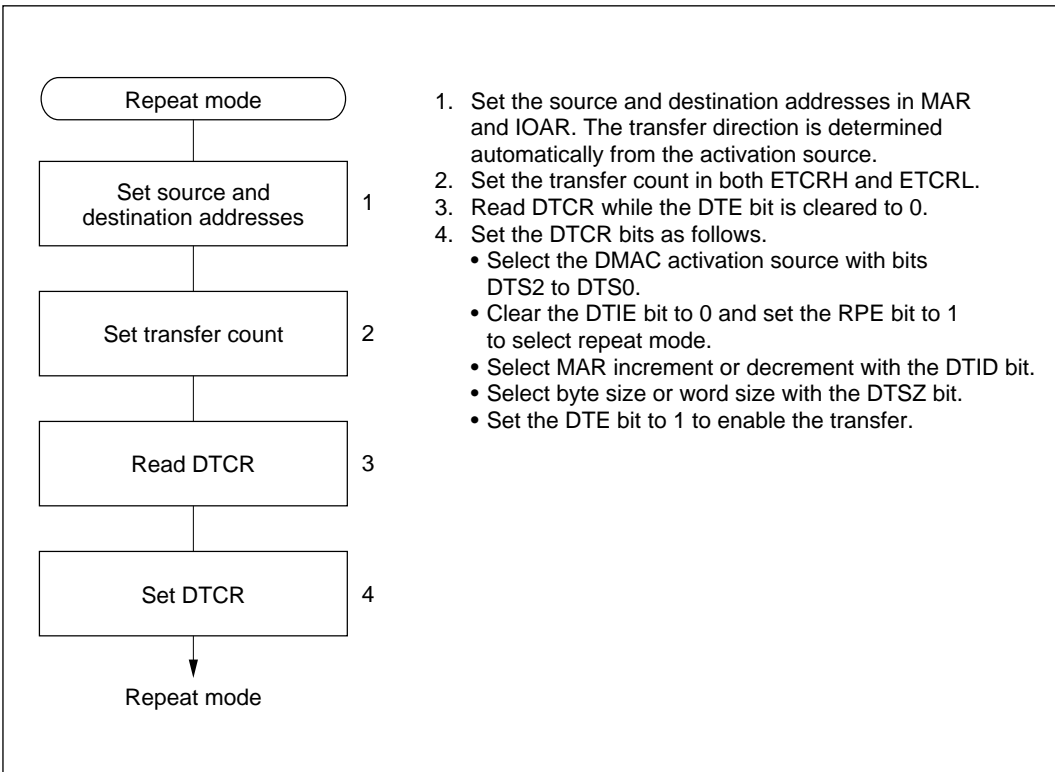 Repeat mode
Set source and
destination addresses
1
Set transfer count
2
Read DTCR
3
Set DTCR
4
Repeat mode
1. Set the source and destination addresses in MAR
and IOAR. The transfer direction is determined
automatically from the activation source.
2. Set the transfer count in both ETCRH and ETCRL.
3. Read DTCR while the DTE bit is cleared to 0.
4. Set the DTCR bits as follows.
• Select the DMAC activation source with bits
DTS2 to DTS0.
• Clear the DTIE bit to 0 and set the RPE bit to 1
to select repeat mode.
• Select MAR increment or decrement with the DTID bit.
• Select byte size or word size with the DTSZ bit.
• Set the DTE bit to 1 to enable the transfer.